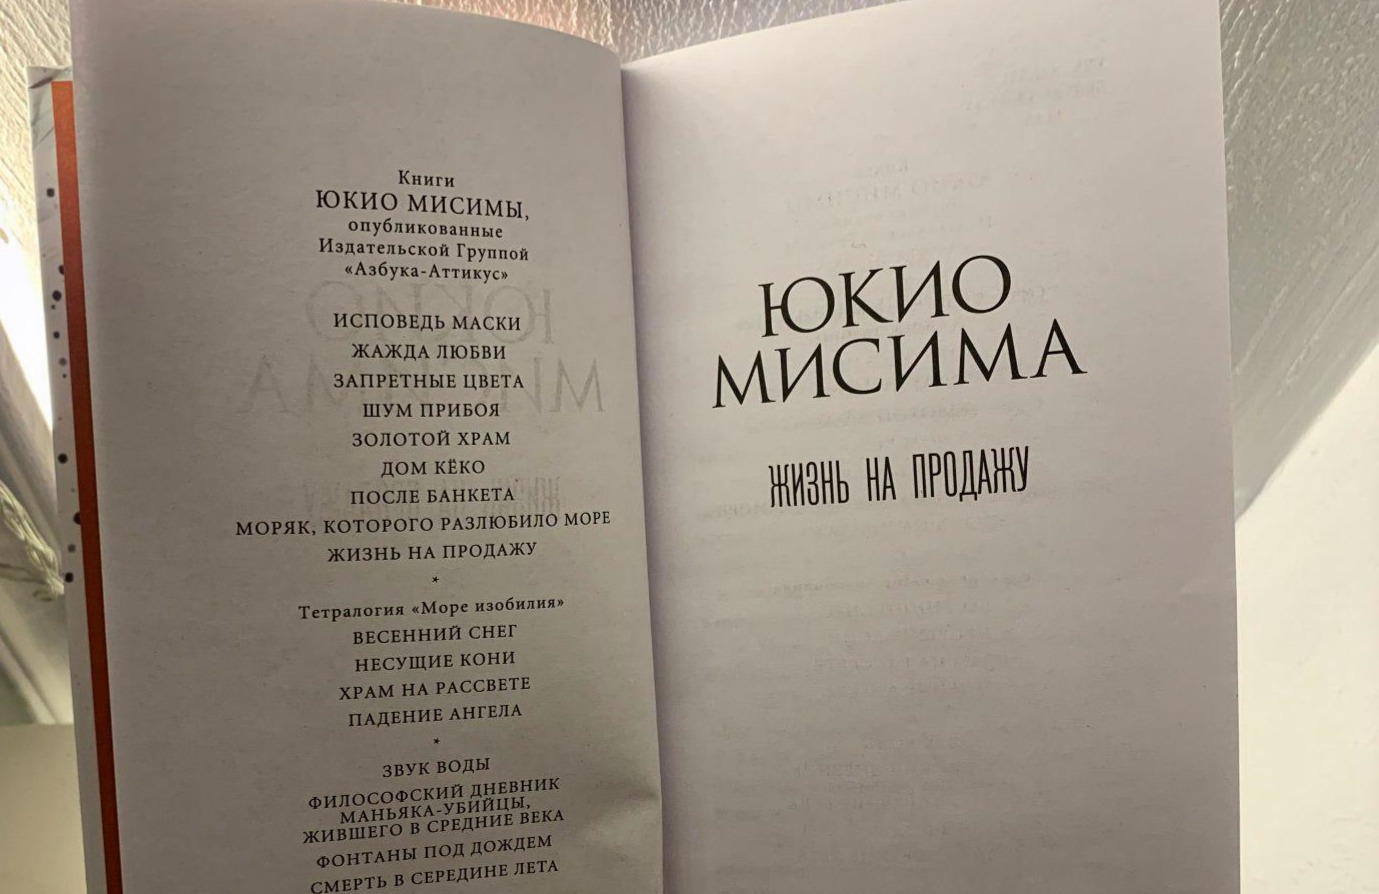 Книги
ЮКИО МИСИМЫ,
опубликованные
Издательской Группой
«Азбука-Аттикус»
ИСПОВЕДЬ МАСКИ
ЖАЖДА ЛЮБВИ
ЗАПРЕТНЫЕ ЦВЕТА
ШУМ ПРИБОЯ
ЗОЛОТОЙ ХРАМ
ДОМ КЁКО
ПОСЛЕ БАНКЕТА
МОРЯК, КОТОРОГО РАЗЛЮБИЛО МОРЕ
ЖИЗНЬ НА ПРОДАЖУ
*
Тетралогия «Море изобилия»
ВЕСЕННИЙ СНЕГ
НЕСУЩИЕ КОНИ
ХРАМ НА РАССВЕТЕ
ПАДЕНИЕ АНГЕЛА
*
ЗВУК ВОДЫ
ФИЛОСОФСКИЙ ДНЕВНИК
МАНЬЯКА-УБИЙЦЫ,
ЖИВШЕГО В СРЕДНИЕ ВЕКА
ФОНТАНЫ ПОД ДОЖДЕМ
СМЕРТЬ В СЕРЕДИНЕ ЛЕТА
ЮКИО
МИСИМА
ЖИЗНЬ НА ПРОДАЖУ